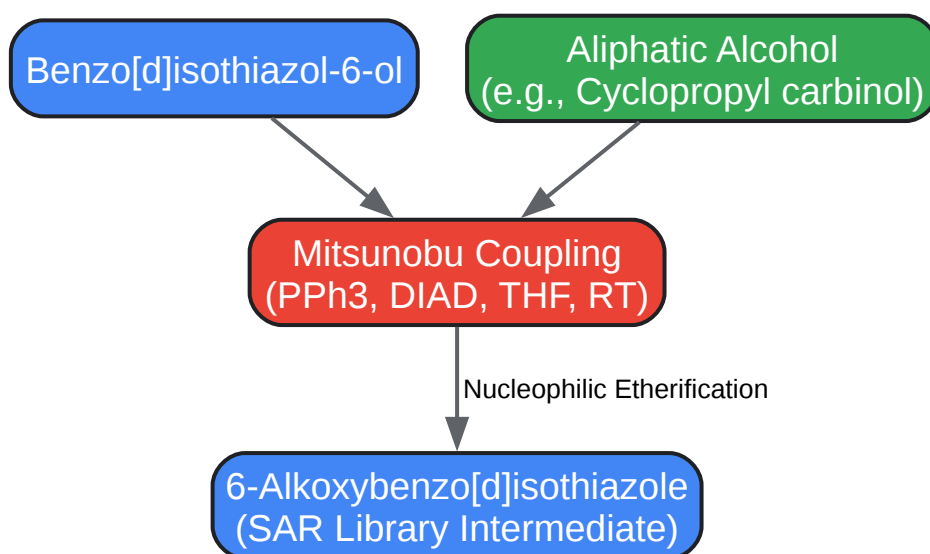 Benzo[d]isothiazol-6-ol
Aliphatic Alcohol
(e.g., Cyclopropyl carbinol)
Mitsunobu Coupling
(PPh3, DIAD, THF, RT)
Nucleophilic Etherification
6-Alkoxybenzo[d]isothiazole
(SAR Library Intermediate)